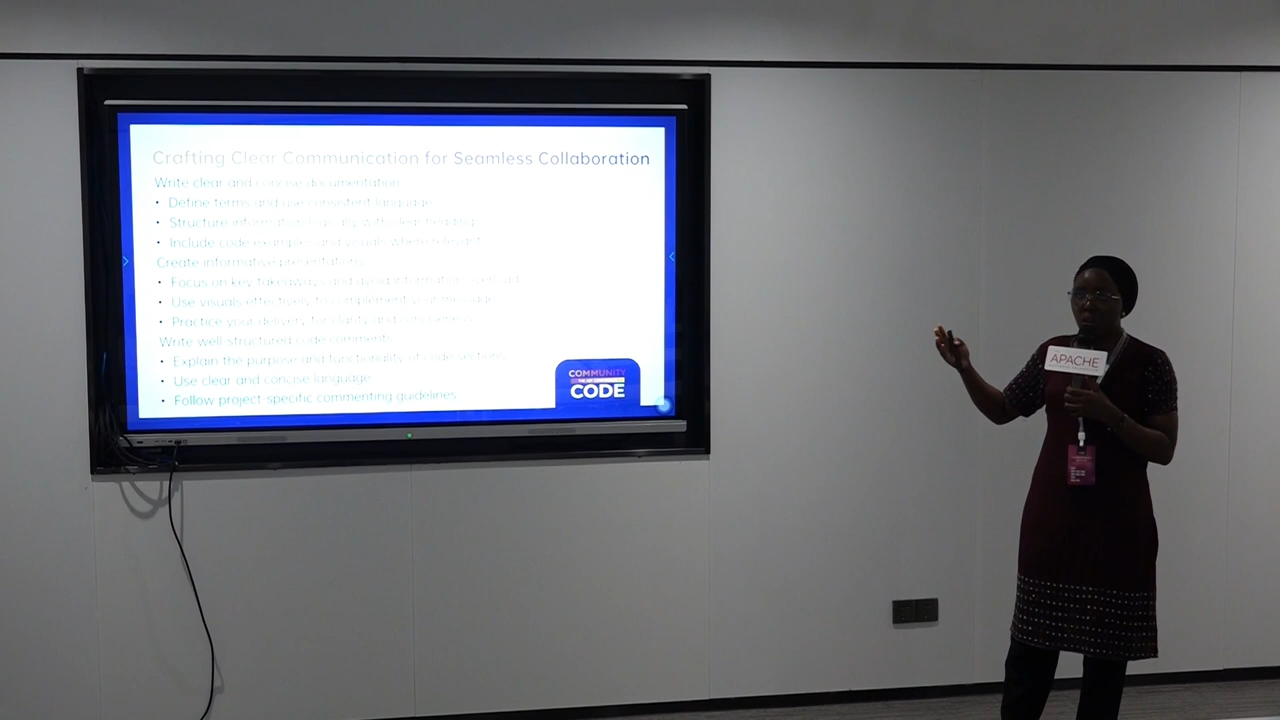 Crafting Clear Communication for Seamless Collaboration
Write clear and concise documentation
• Define terms and use consistent language
• Structure information logically with clear headings
• Include code examples and visuals where relevant
Create informative presentations
• Focus on key takeaways and avoid information overload
• Use visuals effectively to complement your message
• Practice your delivery for clarity and
Write well-structured code comments
• Explain the purpose and functionality of code sections
• Use clear and concise language
• Follow project-specific commenting guidelines
COMMUNITY
CODE
APACHE